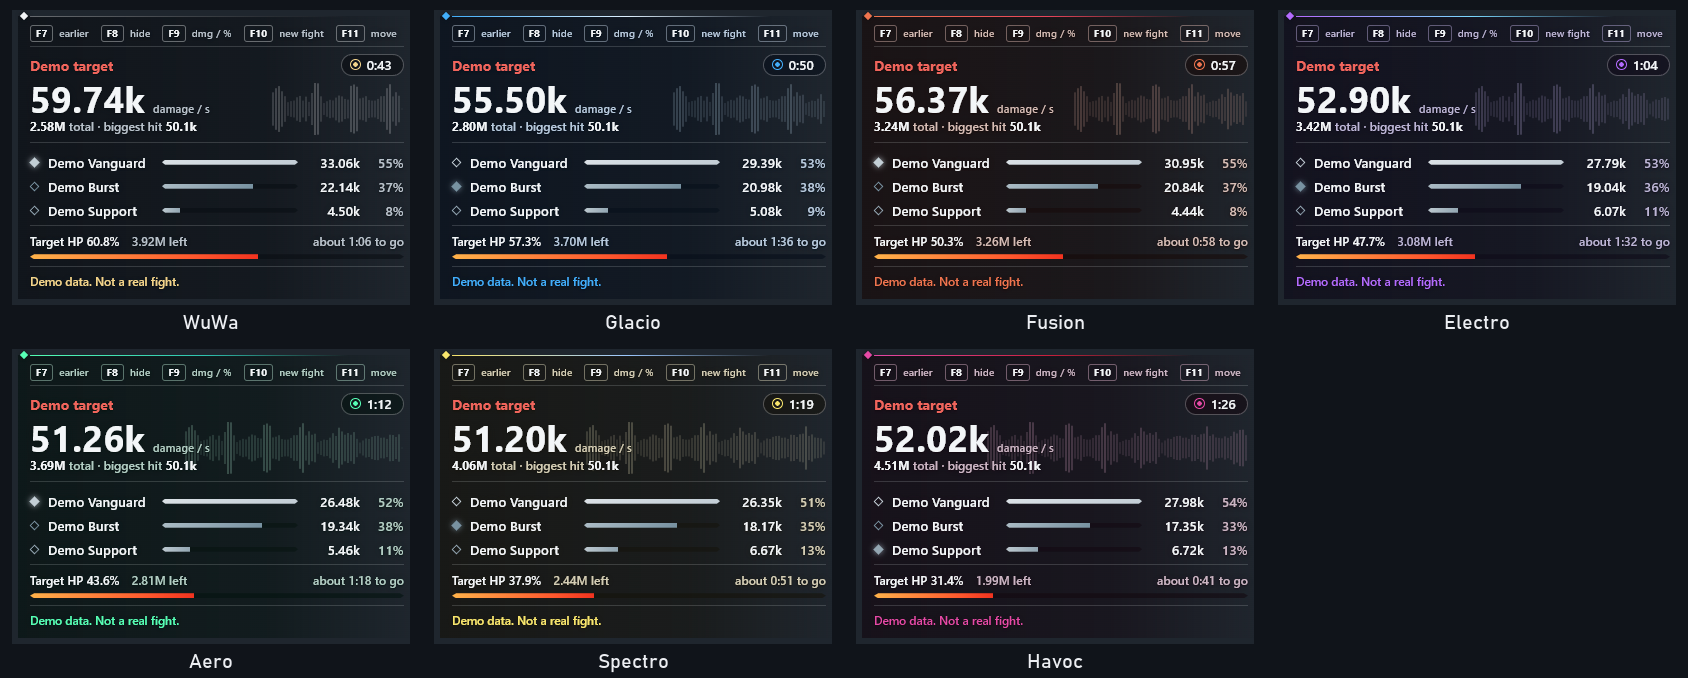 F7 earlier F8 hide F9 dmg / % F10 new fight F11 move
Demo target 0:43
59.74k damage / s
2.58M total · biggest hit 50.1k
Demo Vanguard 33.06k 55%
Demo Burst 22.14k 37%
Demo Support 4.50k 8%
Target HP 60.8% 3.92M left about 1:06 to go
Demo data. Not a real fight.
WuWa
F7 earlier F8 hide F9 dmg / % F10 new fight F11 move
Demo target 0:50
55.50k damage / s
2.80M total · biggest hit 50.1k
Demo Vanguard 29.39k 53%
Demo Burst 20.98k 38%
Demo Support 5.08k 9%
Target HP 57.3% 3.70M left about 1:36 to go
Demo data. Not a real fight.
Glacio
F7 earlier F8 hide F9 dmg / % F10 new fight F11 move
Demo target 0:57
56.37k damage / s
3.24M total · biggest hit 50.1k
Demo Vanguard 30.95k 55%
Demo Burst 20.84k 37%
Demo Support 4.44k 8%
Target HP 50.3% 3.26M left about 0:58 to go
Demo data. Not a real fight.
Fusion
F7 earlier F8 hide F9 dmg / % F10 new fight F11 move
Demo target 1:04
52.90k damage / s
3.42M total · biggest hit 50.1k
Demo Vanguard 27.79k 53%
Demo Burst 19.04k 36%
Demo Support 6.07k 11%
Target HP 47.7% 3.08M left about 1:32 to go
Demo data. Not a real fight.
Electro
F7 earlier F8 hide F9 dmg / % F10 new fight F11 move
Demo target 1:12
51.26k damage / s
3.69M total · biggest hit 50.1k
Demo Vanguard 26.48k 52%
Demo Burst 19.34k 38%
Demo Support 5.46k 11%
Target HP 43.6% 2.81M left about 1:18 to go
Demo data. Not a real fight.
Aero
F7 earlier F8 hide F9 dmg / % F10 new fight F11 move
Demo target 1:19
51.20k damage / s
4.06M total · biggest hit 50.1k
Demo Vanguard 26.35k 51%
Demo Burst 18.17k 35%
Demo Support 6.67k 13%
Target HP 37.9% 2.44M left about 0:51 to go
Demo data. Not a real fight.
Spectro
F7 earlier F8 hide F9 dmg / % F10 new fight F11 move
Demo target 1:26
52.02k damage / s
4.51M total · biggest hit 50.1k
Demo Vanguard 27.98k 54%
Demo Burst 17.35k 33%
Demo Support 6.72k 13%
Target HP 31.4% 1.99M left about 0:41 to go
Demo data. Not a real fight.
Havoc